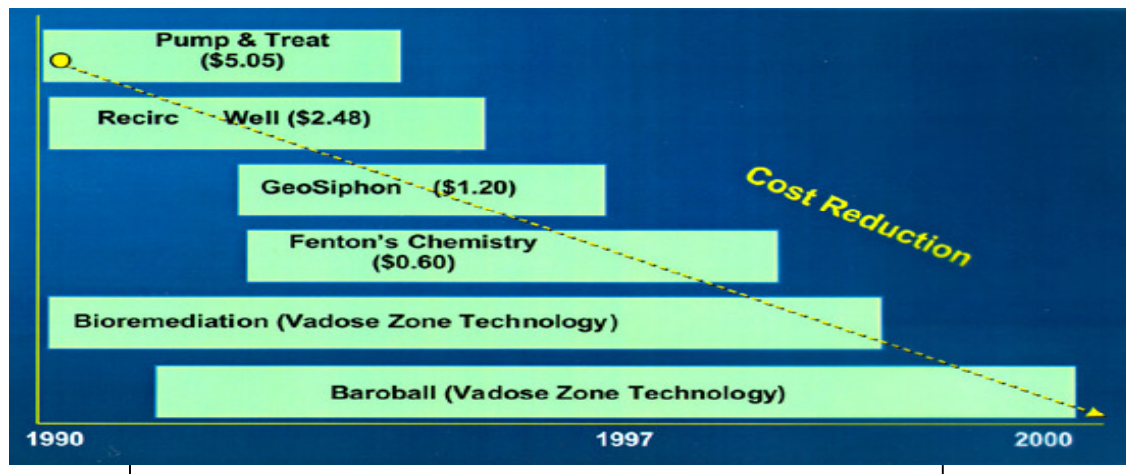 Pump & Treat
($5.05)
Recirc Well ($2.48)
GeoSiphon ($1.20)
Fenton's Chemistry
($0.60)
Bioremediation (Vadose Zone Technology)
Baroball (Vadose Zone Technology)
Cost Reduction
1990 1997 2000